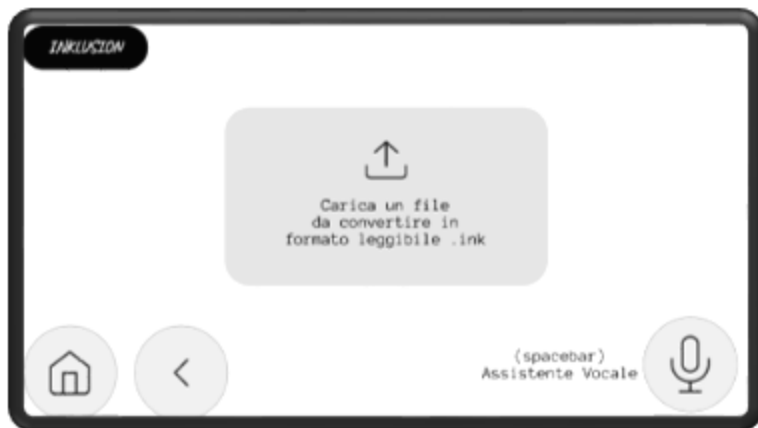 INKLUSION
Carica un file
da convertire in
formato leggibile .ink
(spacebar)
Assistente Vocale